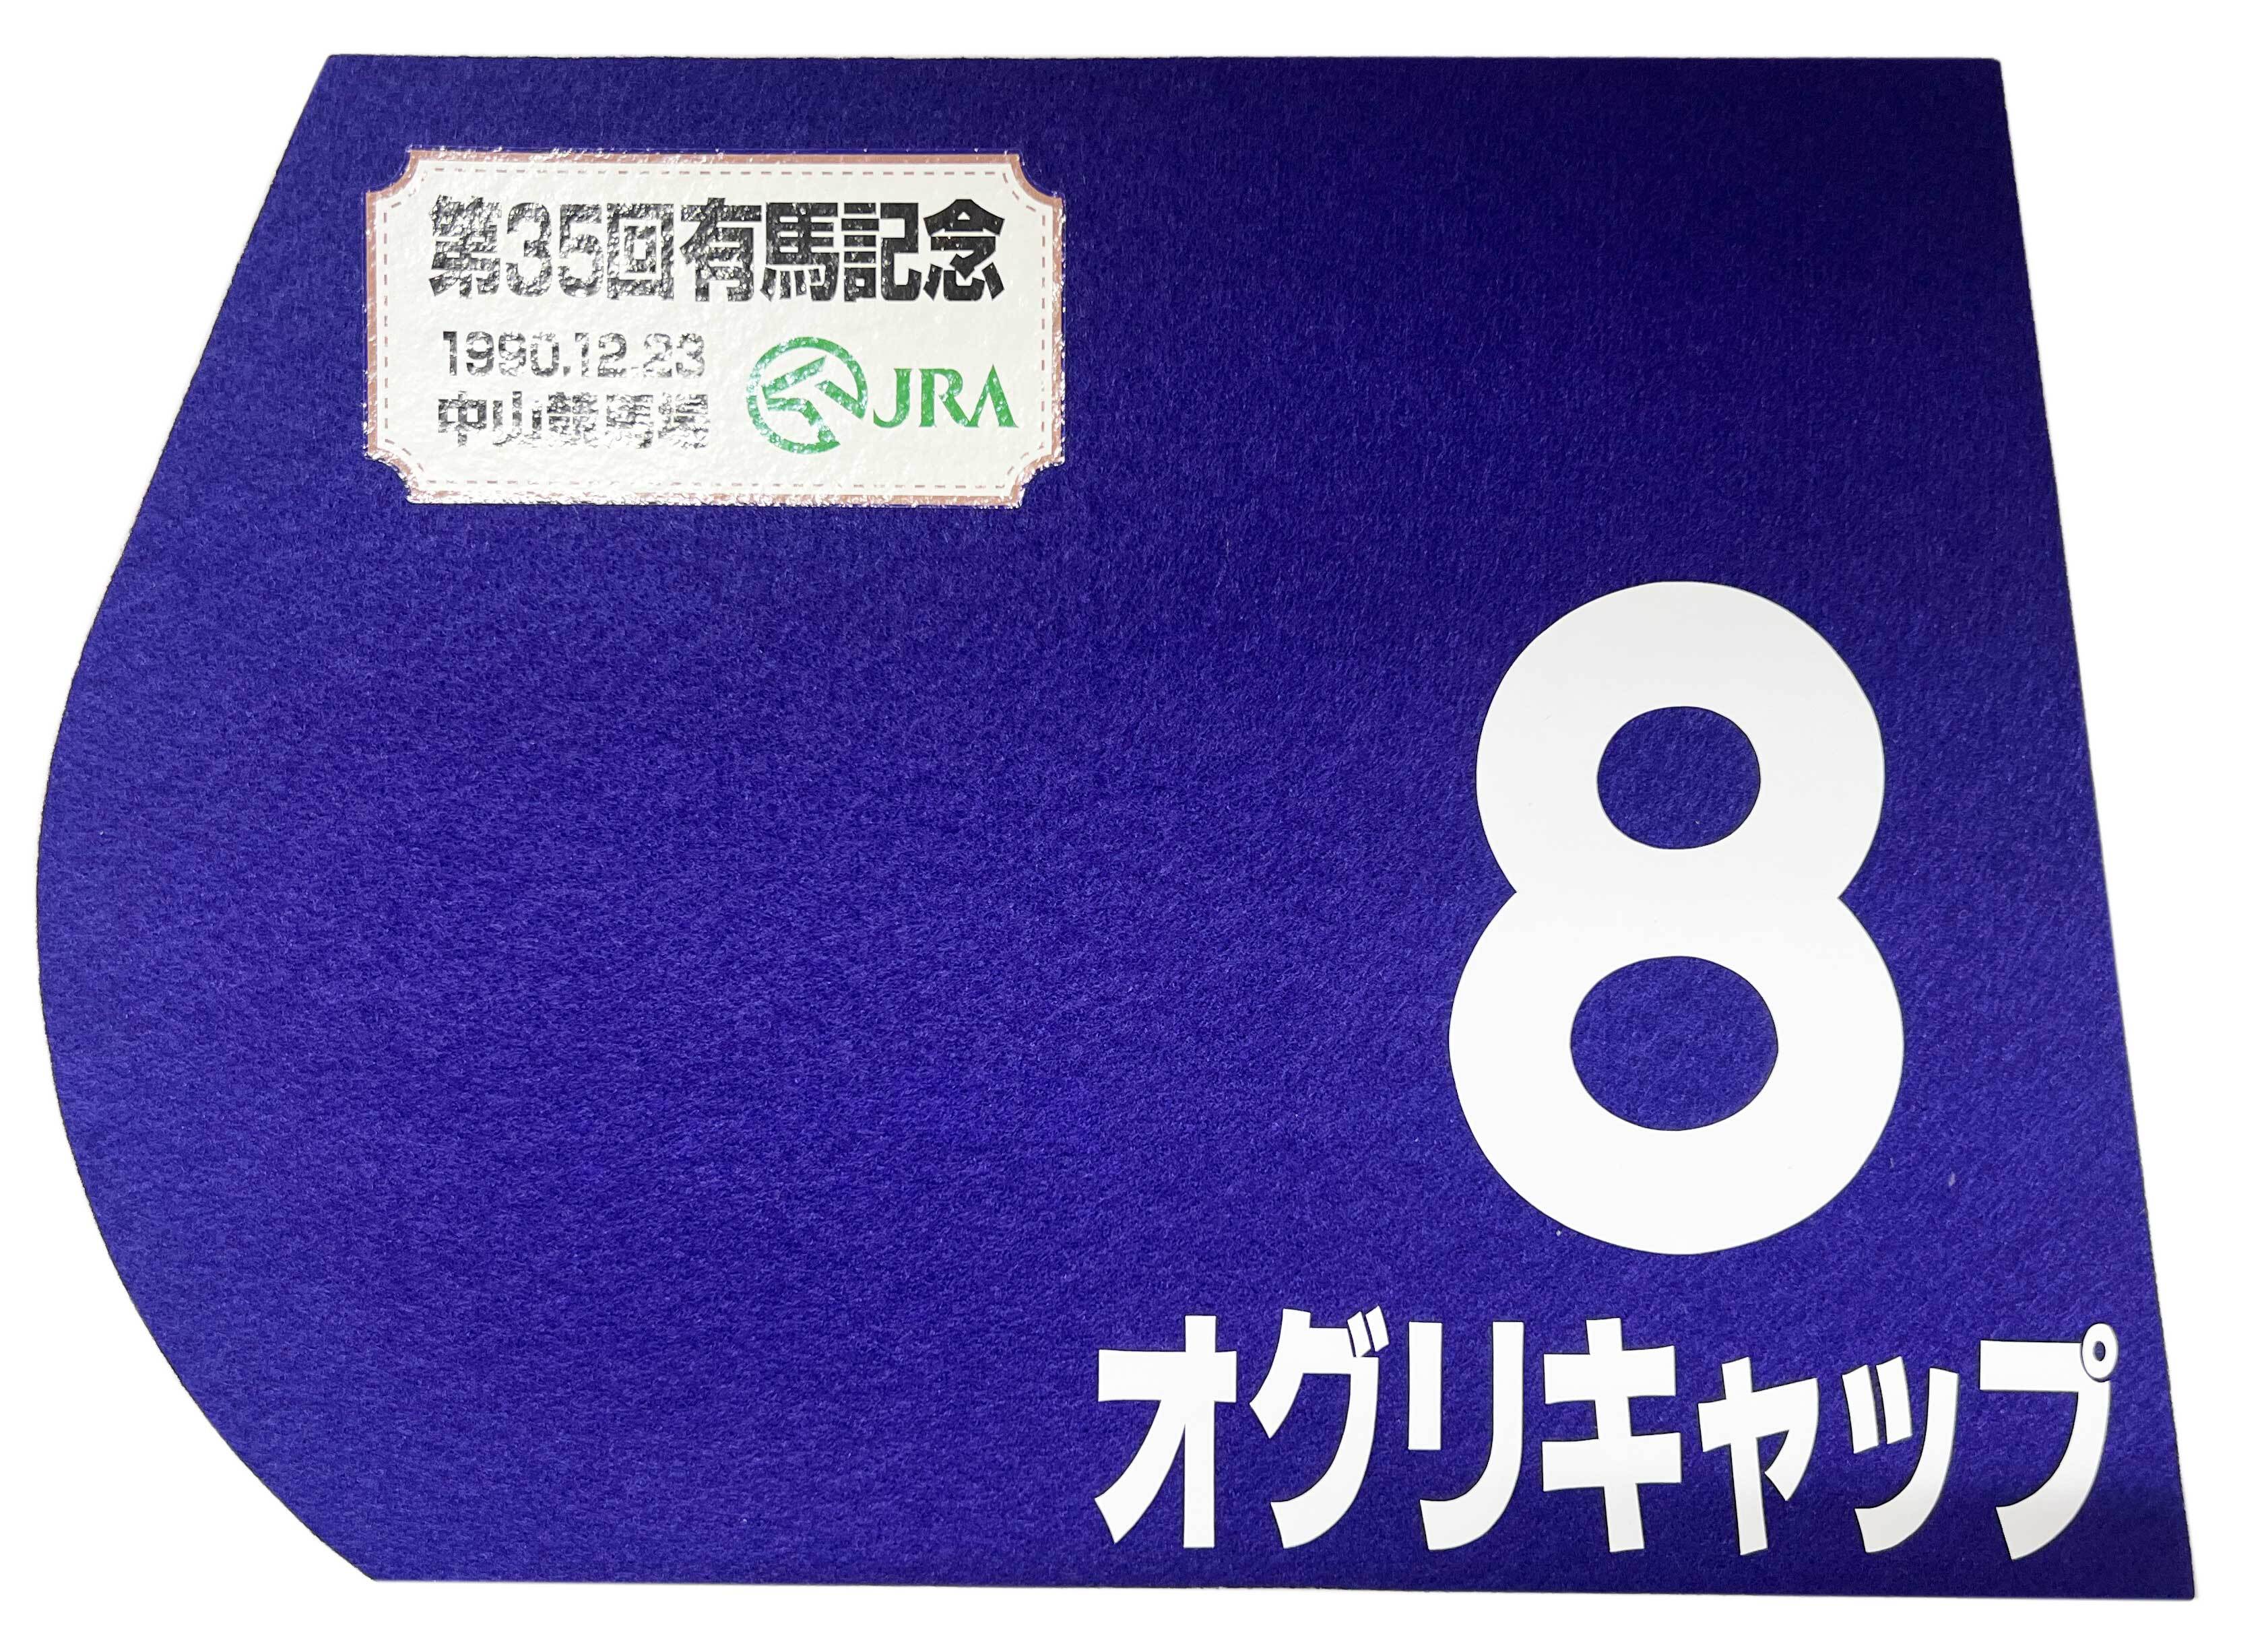 第35回有馬記念
1990.12.23
中山競馬場
JRA
8
オグリキャップ